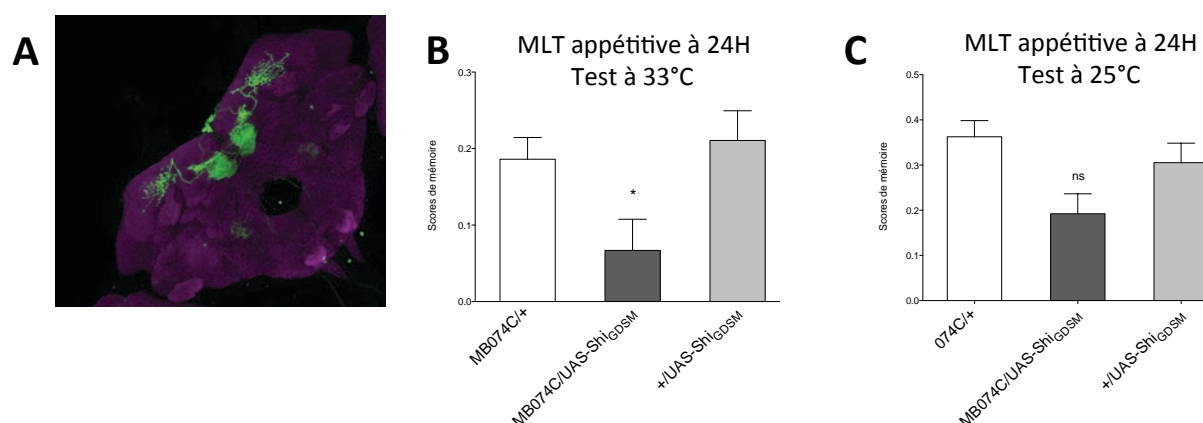 A
B
MLT appétitive à 24H
Test à 33°C
Scores de mémoire
0.3
0.2
0.1
0.0
*
MB074C/+
MB074C/UAS-ShiGDSM
+/UAS-ShiGDSM
C
MLT appétitive à 24H
Test à 25°C
Scores de mémoire
0.5
0.4
0.3
0.2
0.1
0.0
ns
074C/+
MB074C/UAS-ShiGDSM
+/UAS-ShiGDSM